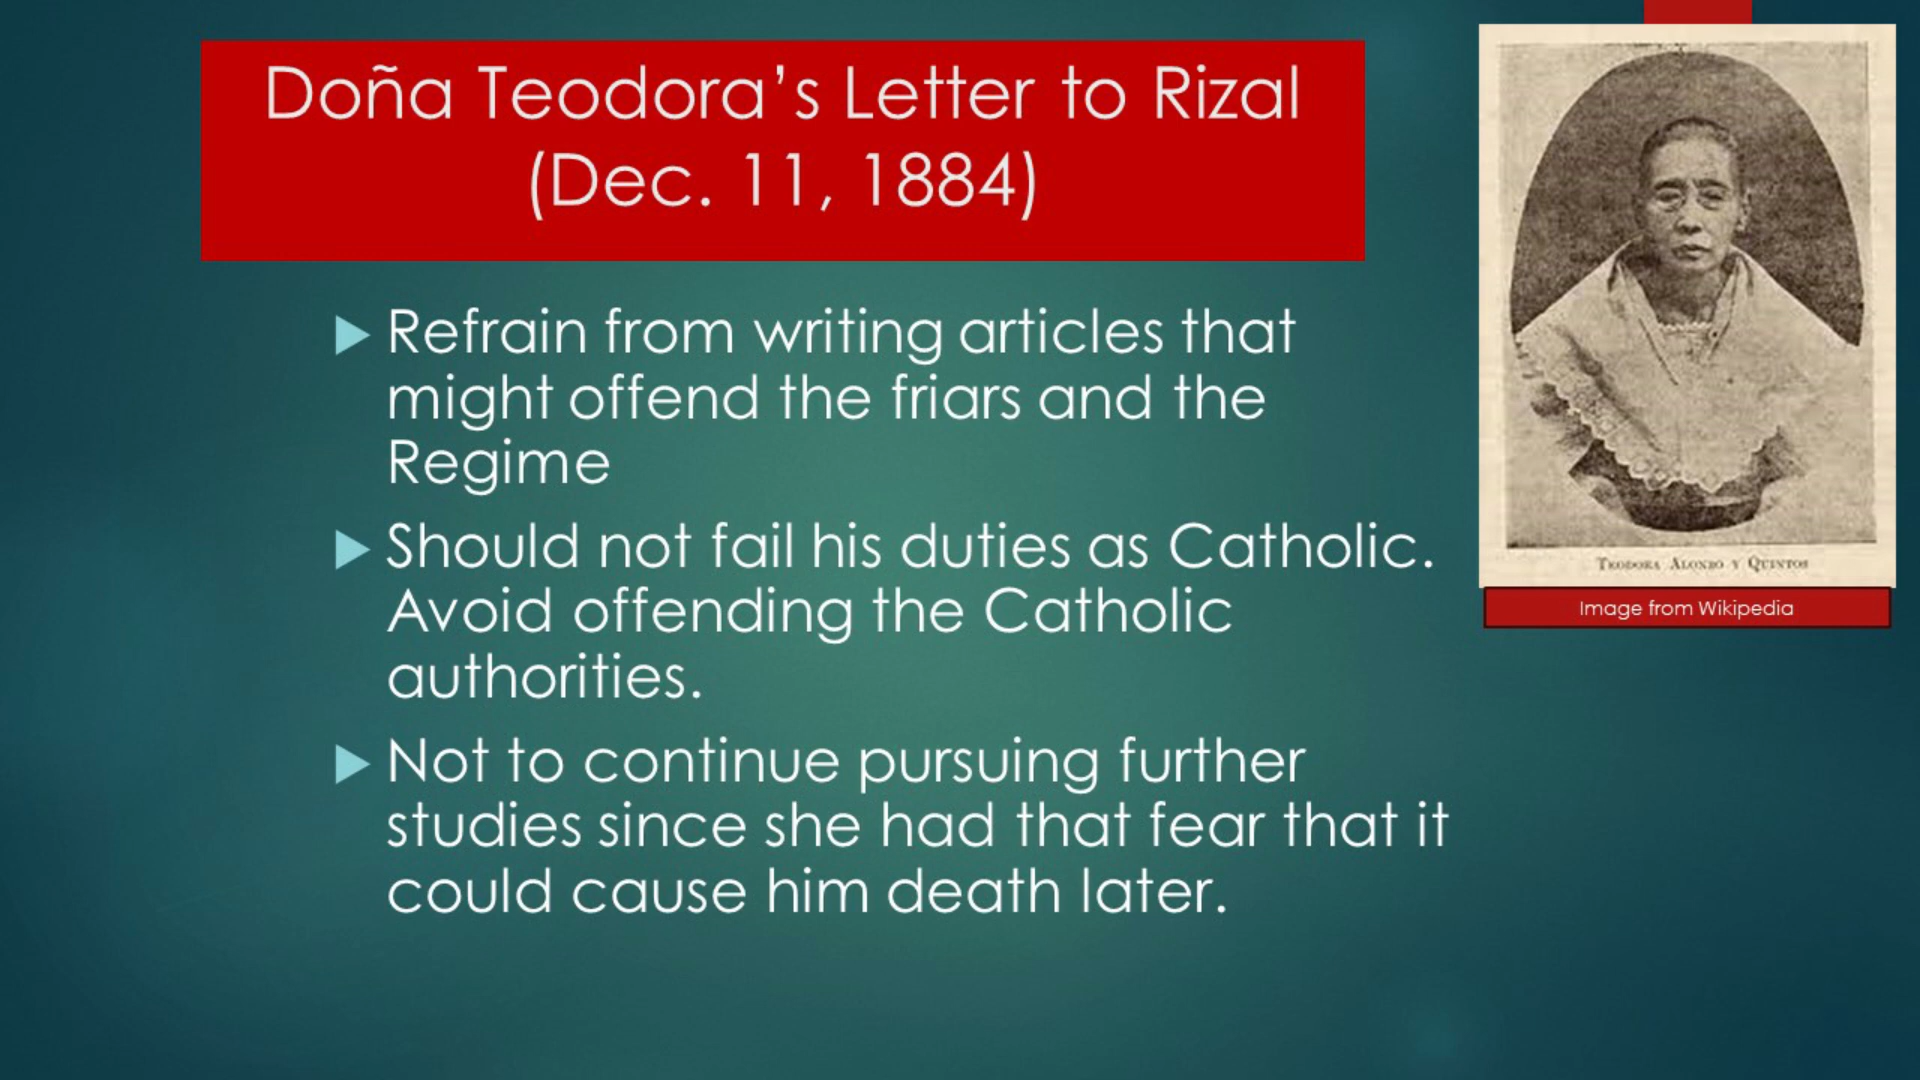 Doña Teodora’s Letter to Rizal
(Dec. 11, 1884)
Refrain from writing articles that
might offend the friars and the
Regime
Should not fail his duties as Catholic.
Avoid offending the Catholic
authorities.
Not to continue pursuing further
studies since she had that fear that it
could cause him death later.
Teodora Alonzo y Quintos
Image from Wikipedia